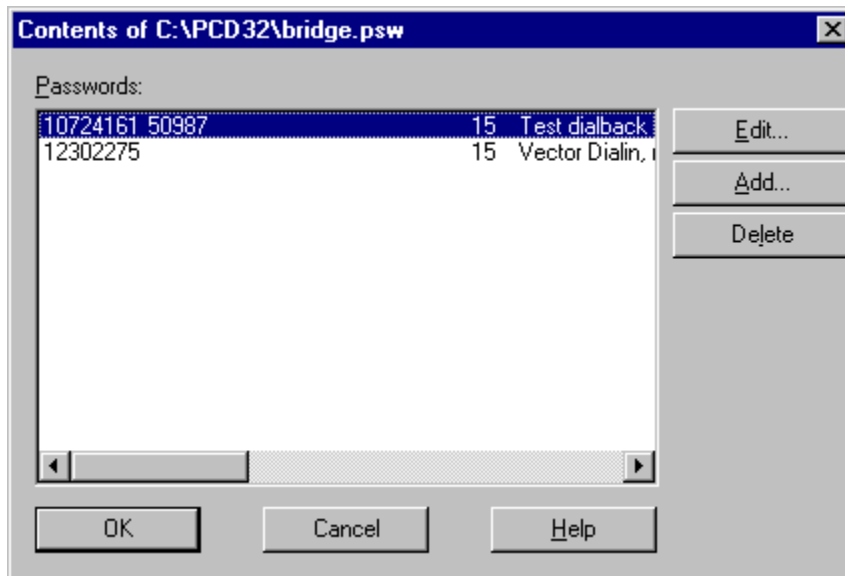 Contents of C:\PCD32\bridge.psw
Passwords:
10724161 50987 15 Test dialback
12302275 15 Vector Dialin,
Edit...
Add...
Delete
OK Cancel Help